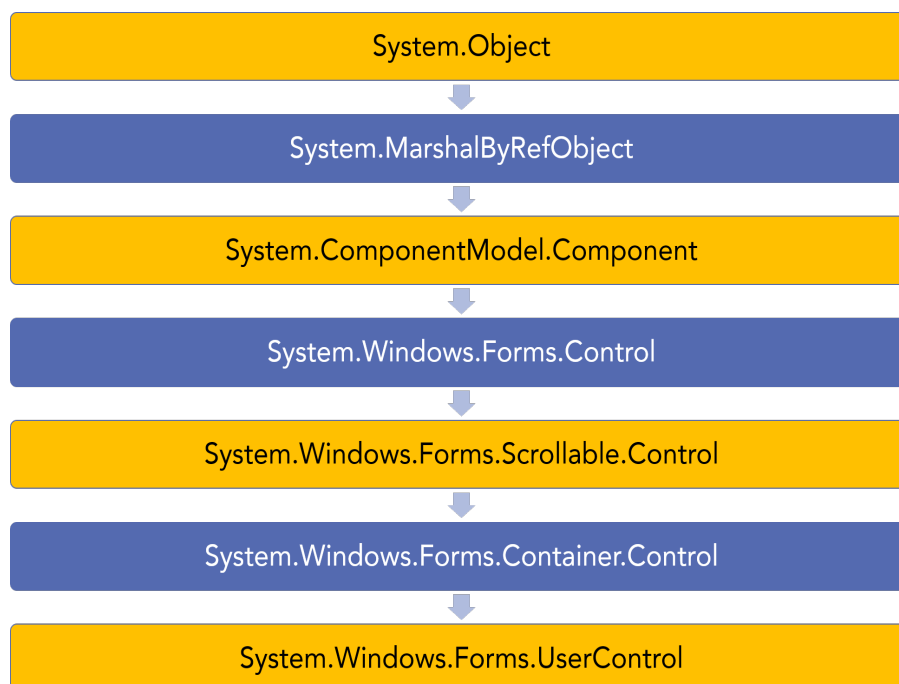 System.Object
System.MarshalByRefObject
System.ComponentModel.Component
System.Windows.Forms.Control
System.Windows.Forms.Scrollable.Control
System.Windows.Forms.Container.Control
System.Windows.Forms.UserControl